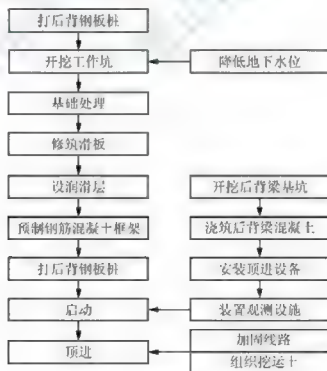 打后背钢板桩
开挖工作坑
降低地下水位
基础处理
修筑滑板
设润滑层
开挖后背梁基坑
预制钢筋混凝土框架
浇筑后背梁混凝土
打后背钢板桩
安装顶进设备
启动
装置观测设施
加固线路
顶进
组织挖运土